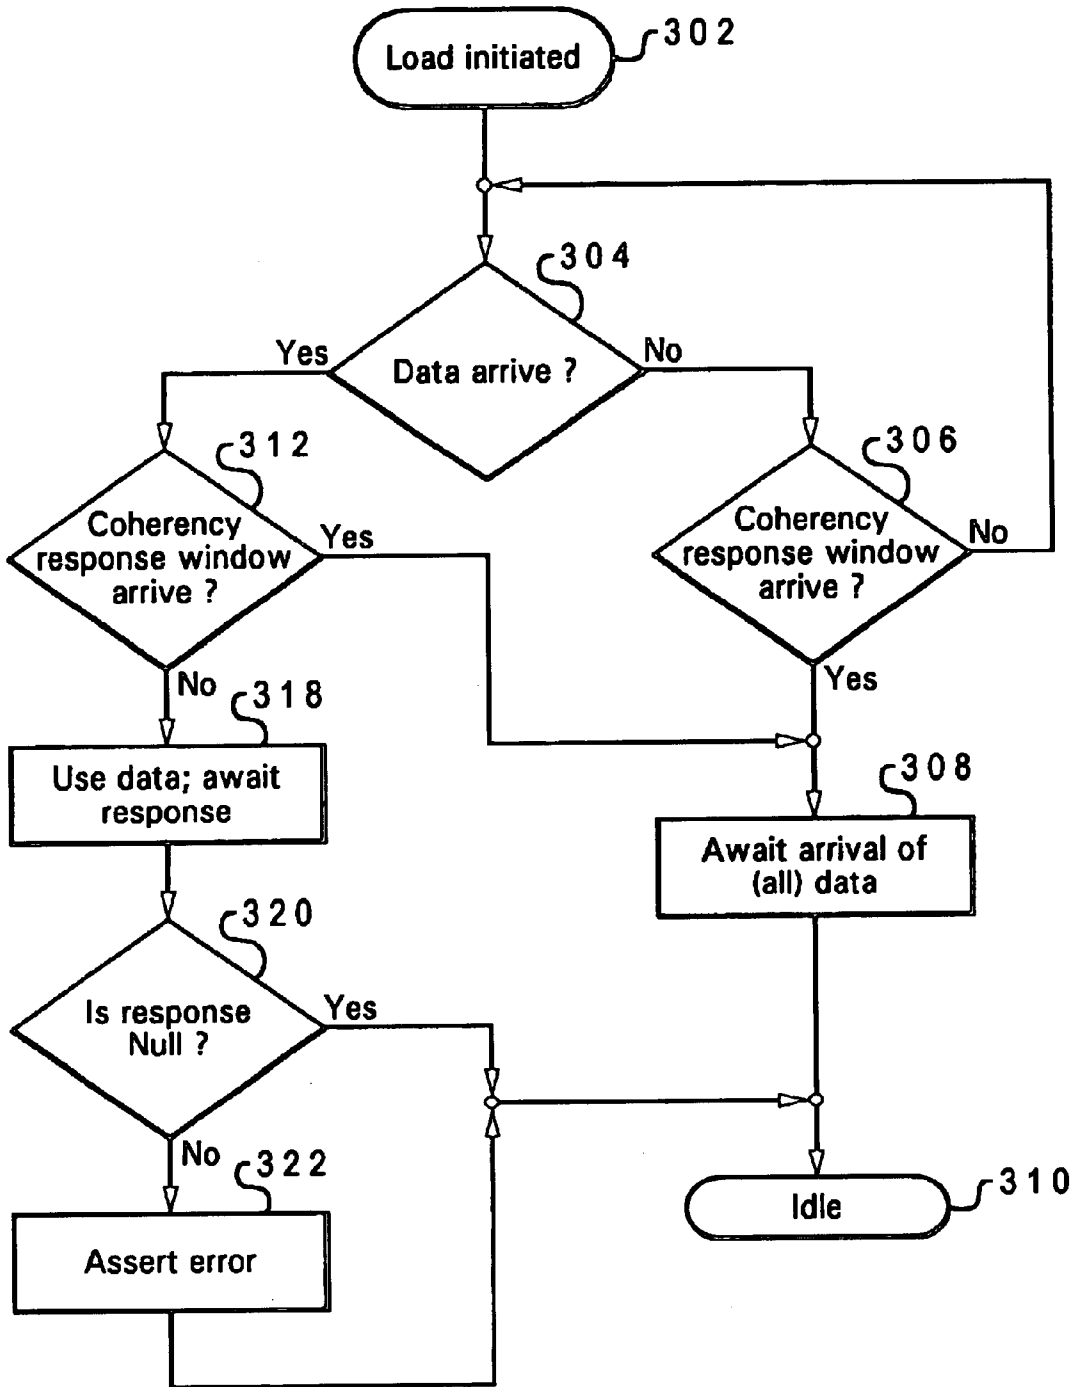 Load initiated
302
304
Data arrive ?
Yes
No
312
Coherency
response window
arrive ?
Yes
No
306
Coherency
response window
arrive ?
No
Yes
318
Use data; await
response
308
Await arrival of
(all) data
320
Is response
Null ?
Yes
No
322
Assert error
Idle
310